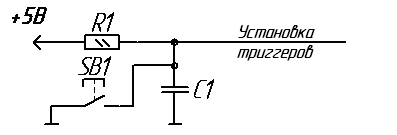 +5В
R1
Установка
триггеров
SB1
C1